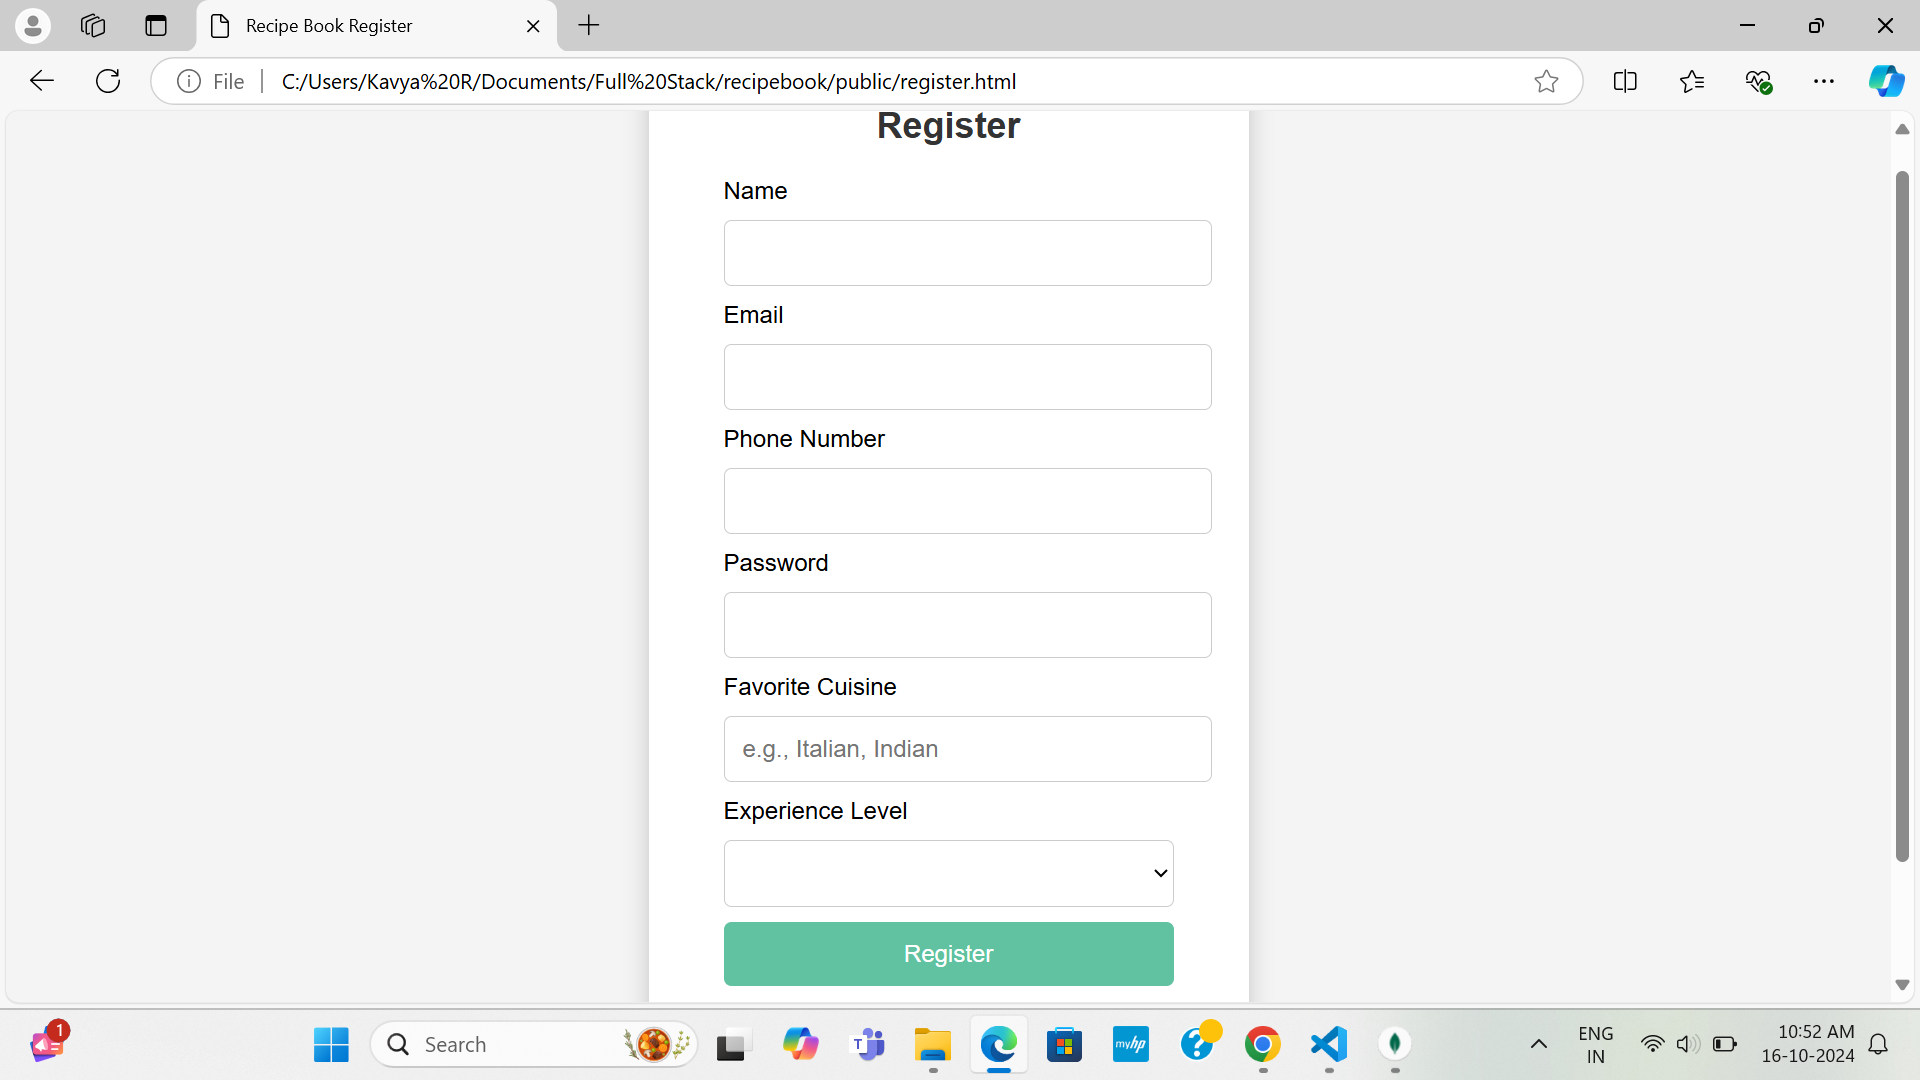 Recipe Book Register
File
C:/Users/Kavya%20R/Documents/Full%20Stack/recipebook/public/register.html
Register
Name
Email
Phone Number
Password
Favorite Cuisine
e.g., Italian, Indian
Experience Level
Register
1
Search
T
myhp
?
ENG
IN
10:52 AM
16-10-2024